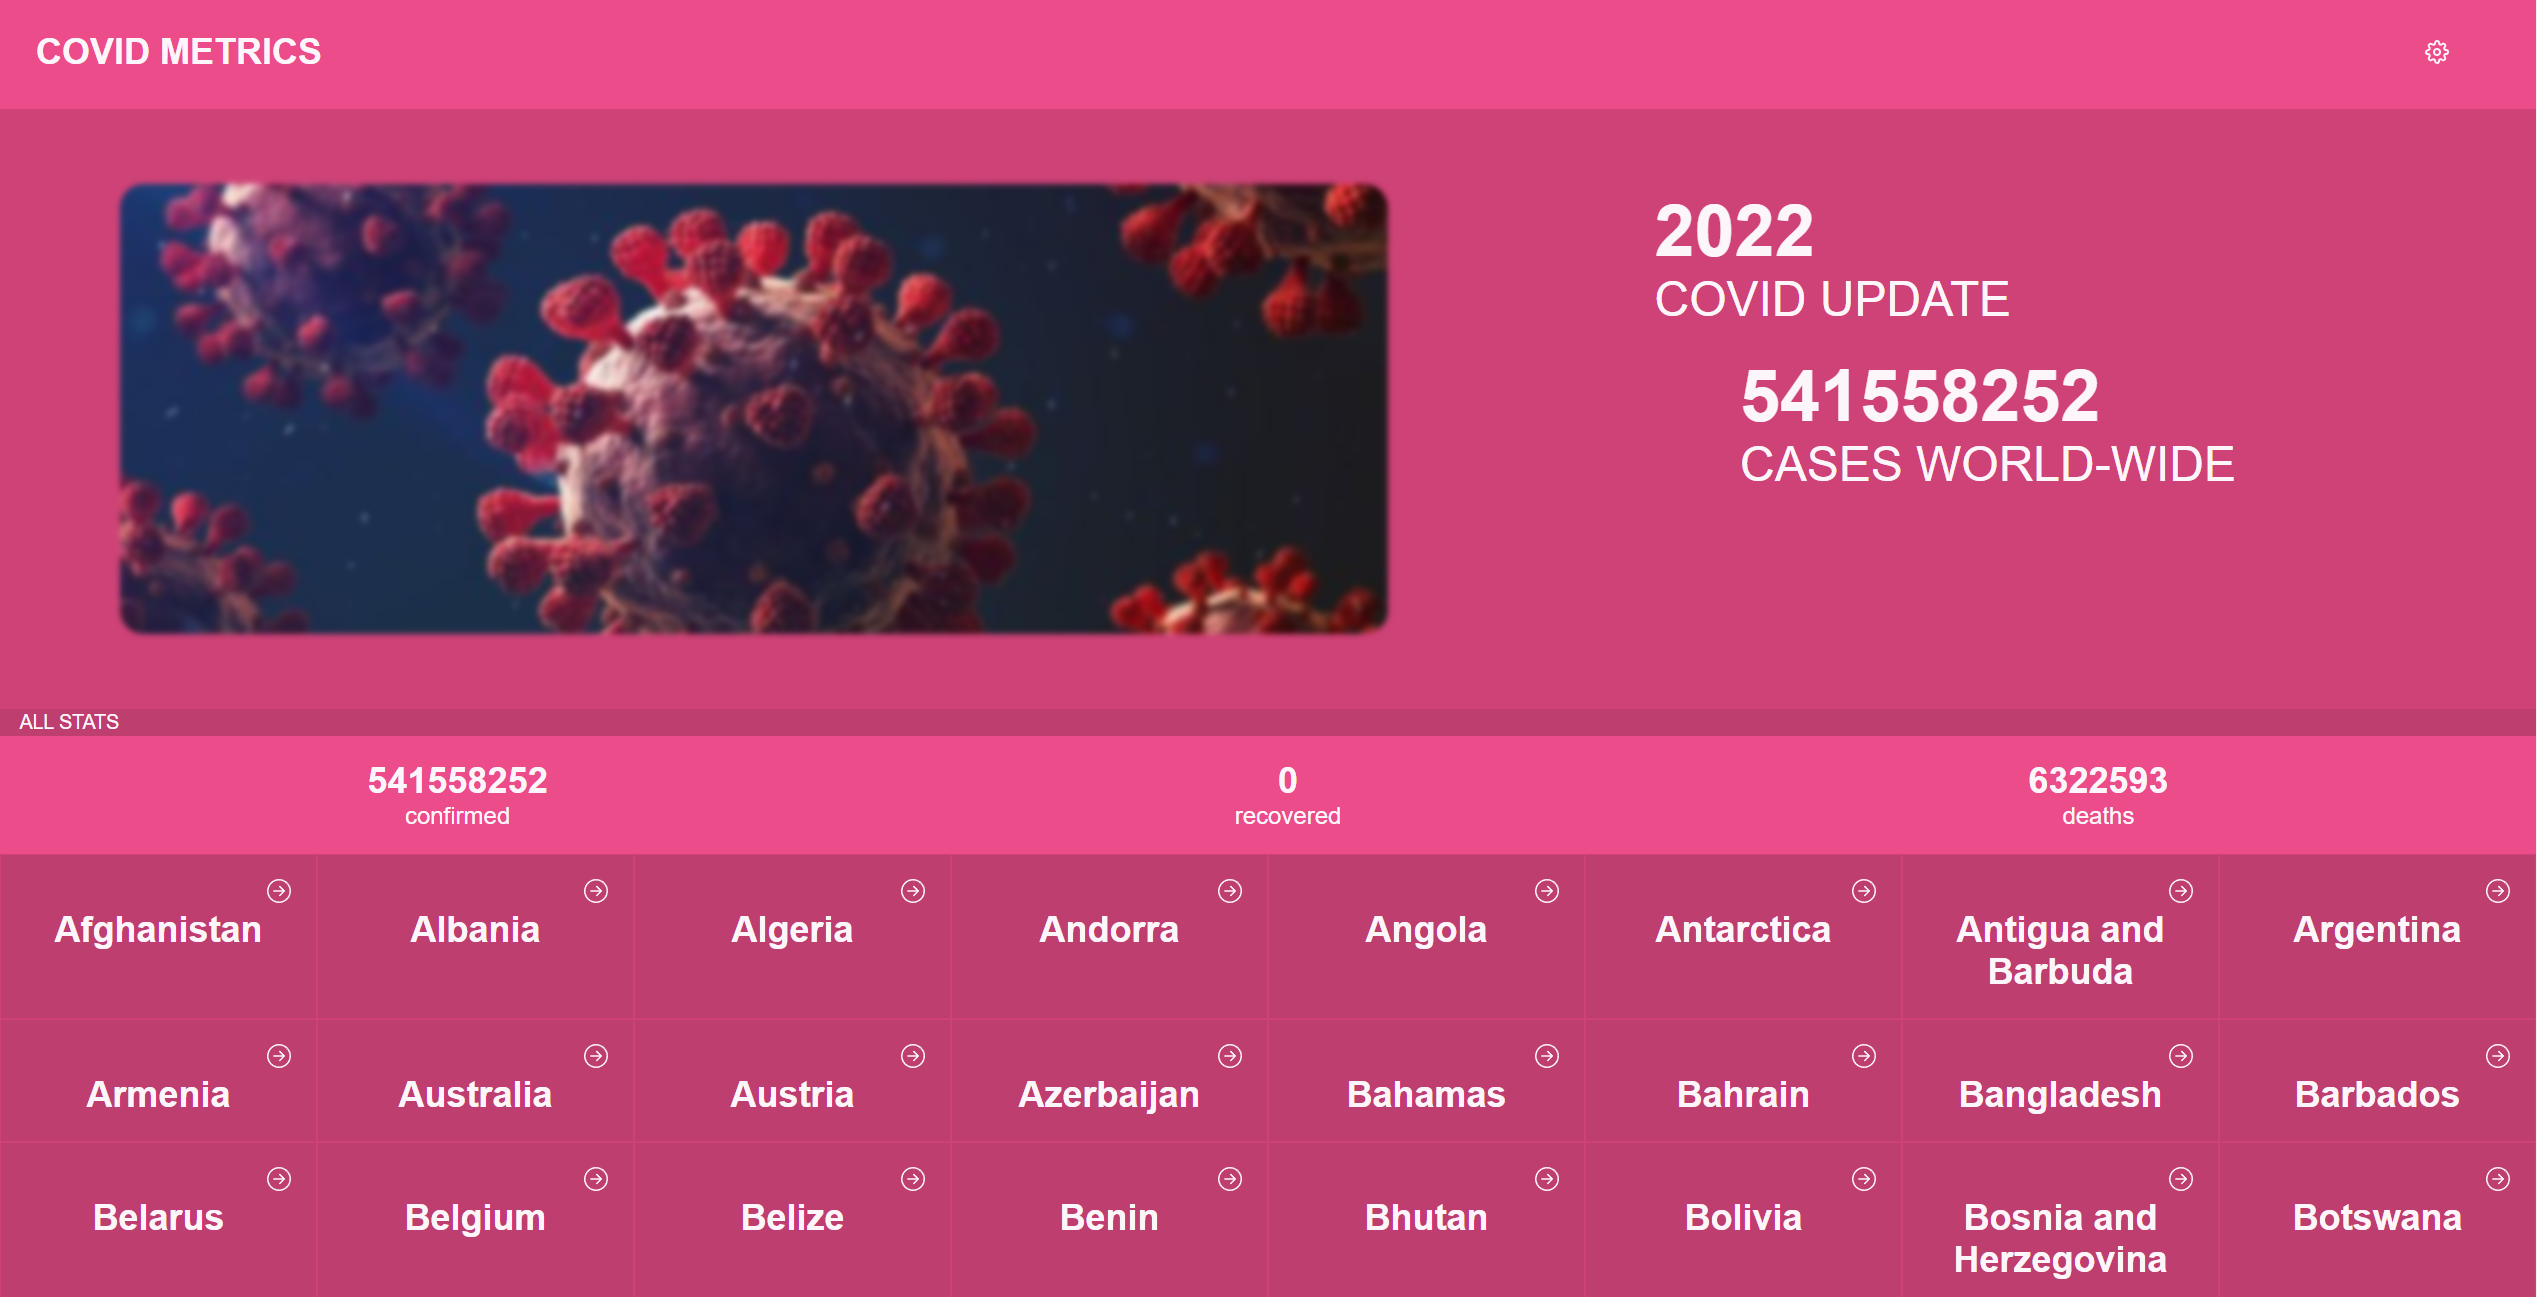 COVID METRICS
2022
COVID UPDATE
541558252
CASES WORLD-WIDE
ALL STATS
541558252
confirmed
0
recovered
6322593
deaths
Afghanistan
Albania
Algeria
Andorra
Angola
Antarctica
Antigua and
Barbuda
Argentina
Armenia
Australia
Austria
Azerbaijan
Bahamas
Bahrain
Bangladesh
Barbados
Belarus
Belgium
Belize
Benin
Bhutan
Bolivia
Bosnia and
Herzegovina
Botswana